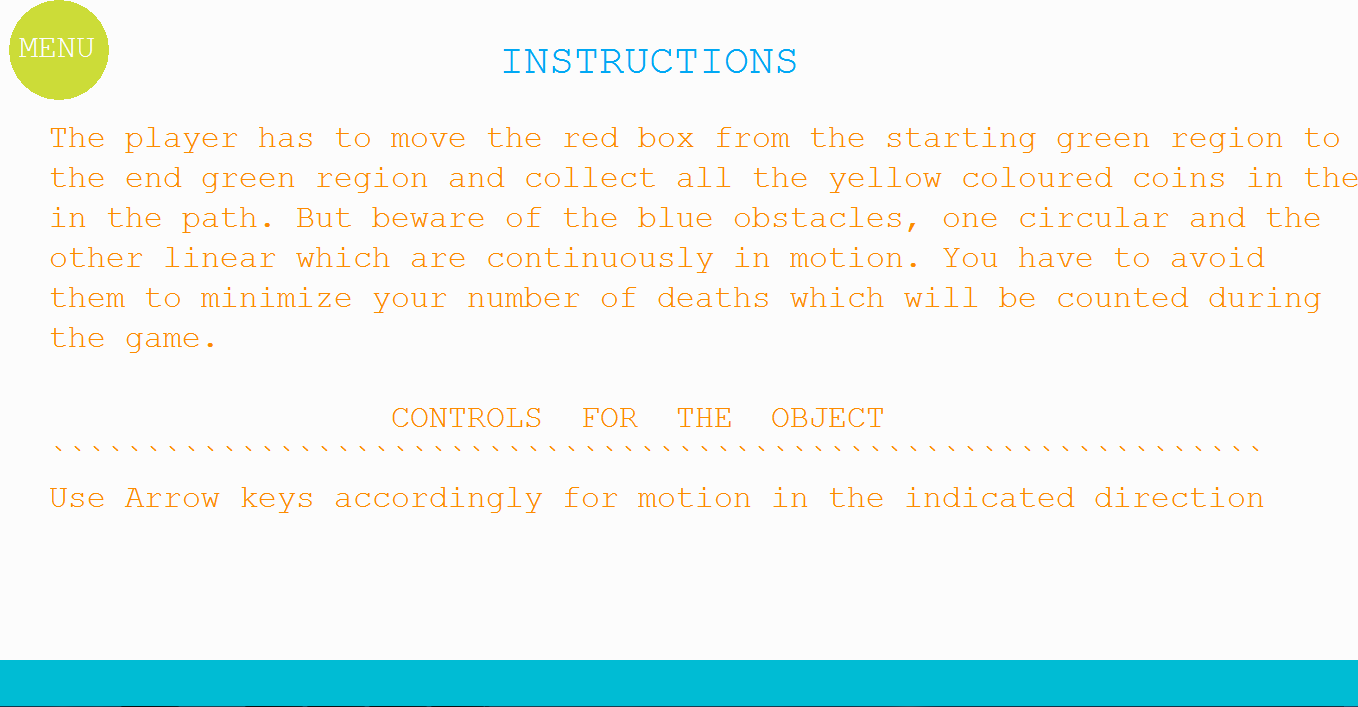 MENU
INSTRUCTIONS
The player has to move the red box from the starting green region to
the end green region and collect all the yellow coloured coins in the
in the path. But beware of the blue obstacles, one circular and the
other linear which are continuously in motion. You have to avoid
them to minimize your number of deaths which will be counted during
the game.
CONTROLS FOR THE OBJECT
````````````````````````````````````````````````````````````````
Use Arrow keys accordingly for motion in the indicated direction